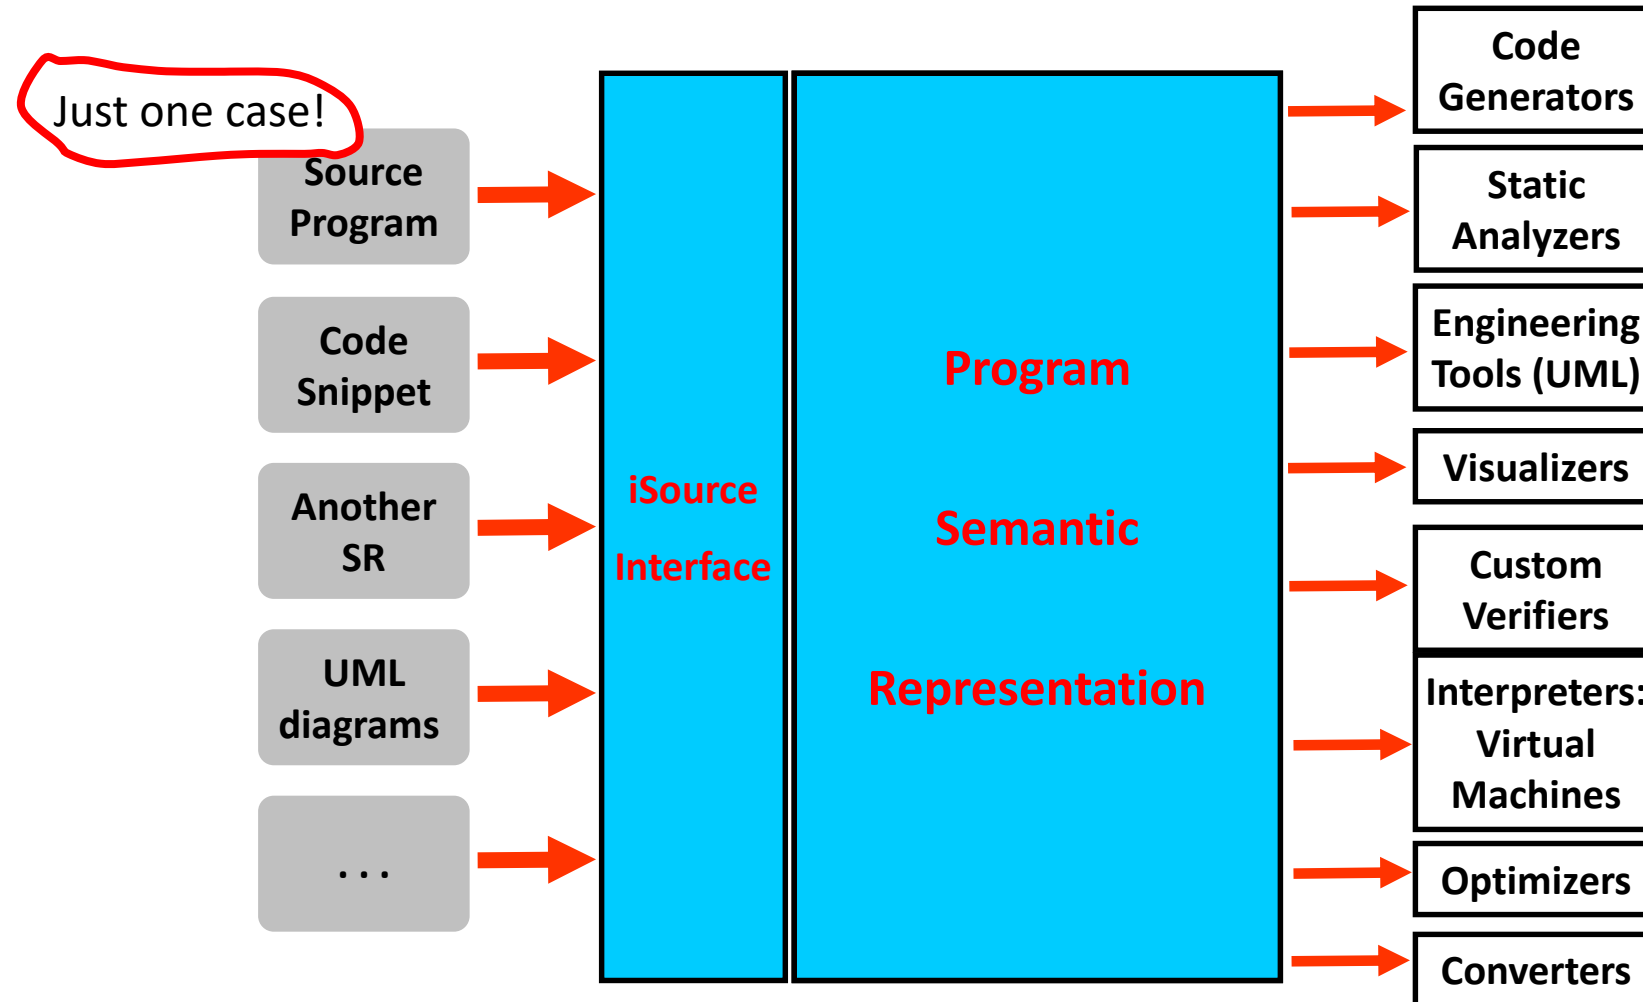 Just one case!
Source
Program
Code
Snippet
Another
SR
UML
diagrams
...
iSource
Interface
Program
Semantic
Representation
Code
Generators
Static
Analyzers
Engineering
Tools (UML)
Visualizers
Custom
Verifiers
Interpreters:
Virtual
Machines
Optimizers
Converters